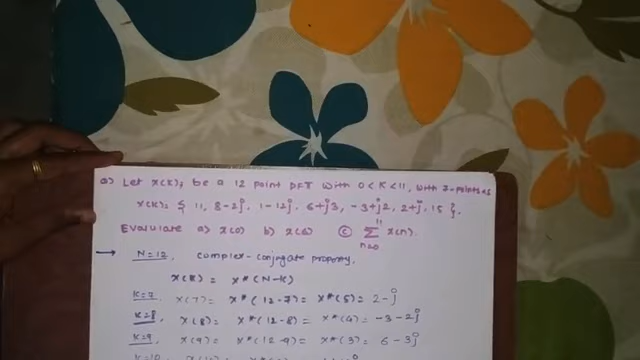 a) Let x(k); be a 12 point DFT with 0 < K < 11, with 7-points as
x(k)= { 11, 8-2j, 1-12j, 6+j3, -3+j2, 2+j, 15 }.
Evaluate a) x(0) b) x(6) c) Σ n=0 11 x(n).
→ N=12, complex-conjugate property,
x(k) = x*(N-k)
K=7 x(7) = x*(12-7) = x*(5) = 2-j
K=8 x(8) = x*(12-8) = x*(4) = -3-2j
K=9 x(9) = x*(12-9) = x*(3) = 6-3j